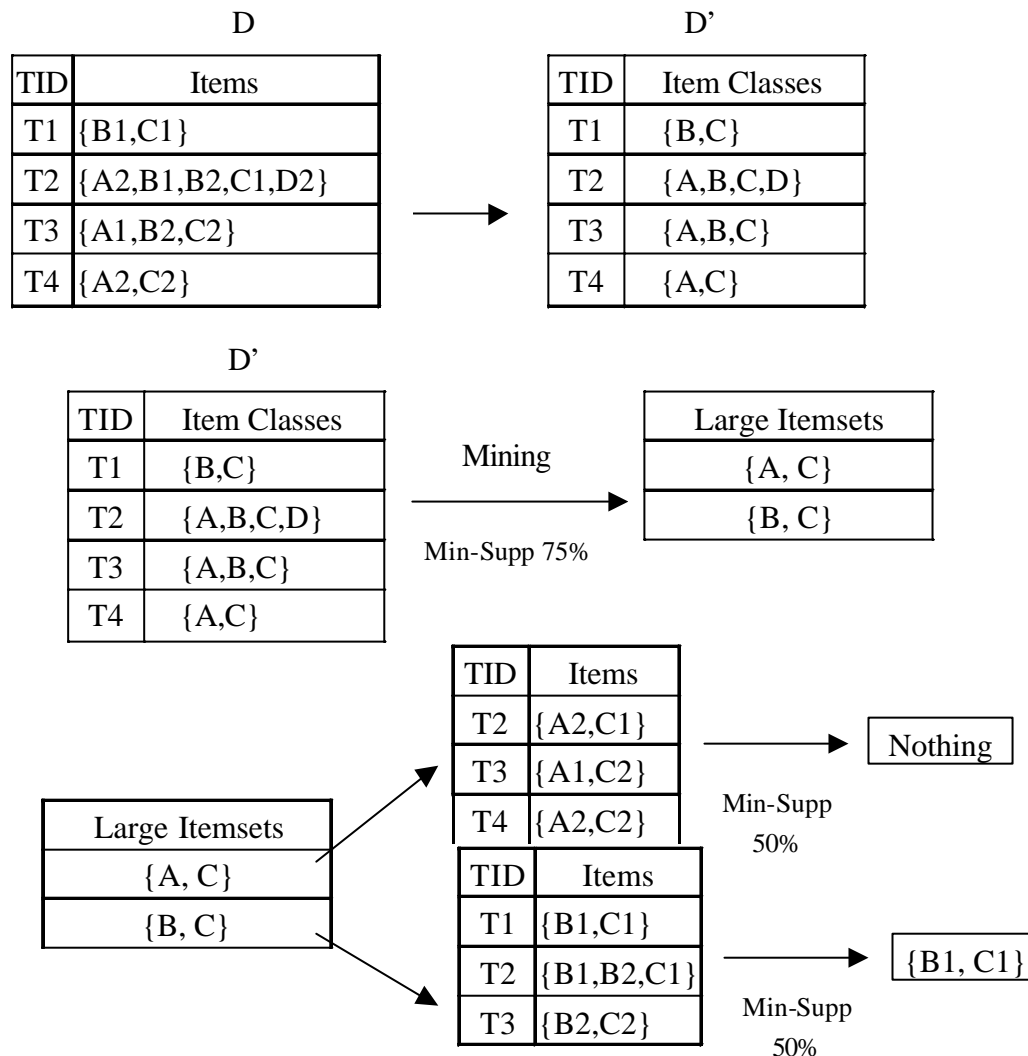 D
TID Items
T1 {B1,C1}
T2 {A2,B1,B2,C1,D2}
T3 {A1,B2,C2}
T4 {A2,C2}
D’
TID Item Classes
T1 {B,C}
T2 {A,B,C,D}
T3 {A,B,C}
T4 {A,C}
D’
TID Item Classes
T1 {B,C}
T2 {A,B,C,D}
T3 {A,B,C}
T4 {A,C}
Mining
Min-Supp 75%
Large Itemsets
{A, C}
{B, C}
Large Itemsets
{A, C}
{B, C}
TID Items
T2 {A2,C1}
T3 {A1,C2}
T4 {A2,C2}
Min-Supp
50%
Nothing
TID Items
T1 {B1,C1}
T2 {B1,B2,C1}
T3 {B2,C2}
Min-Supp
50%
{B1, C1}